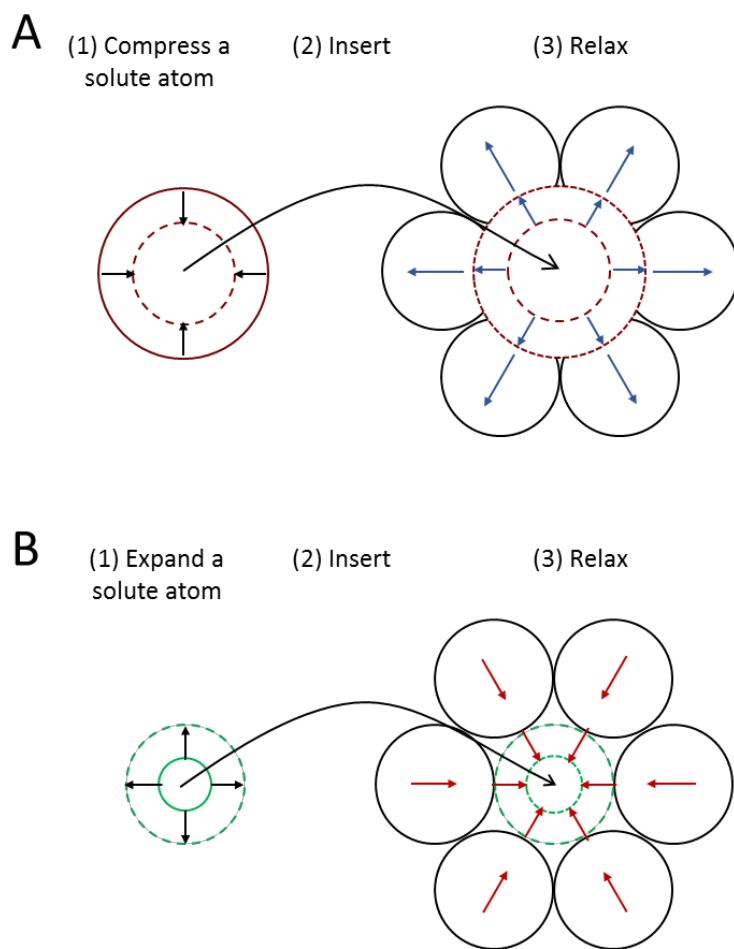 A
(1) Compress a
solute atom
(2) Insert
(3) Relax
B
(1) Expand a
solute atom
(2) Insert
(3) Relax